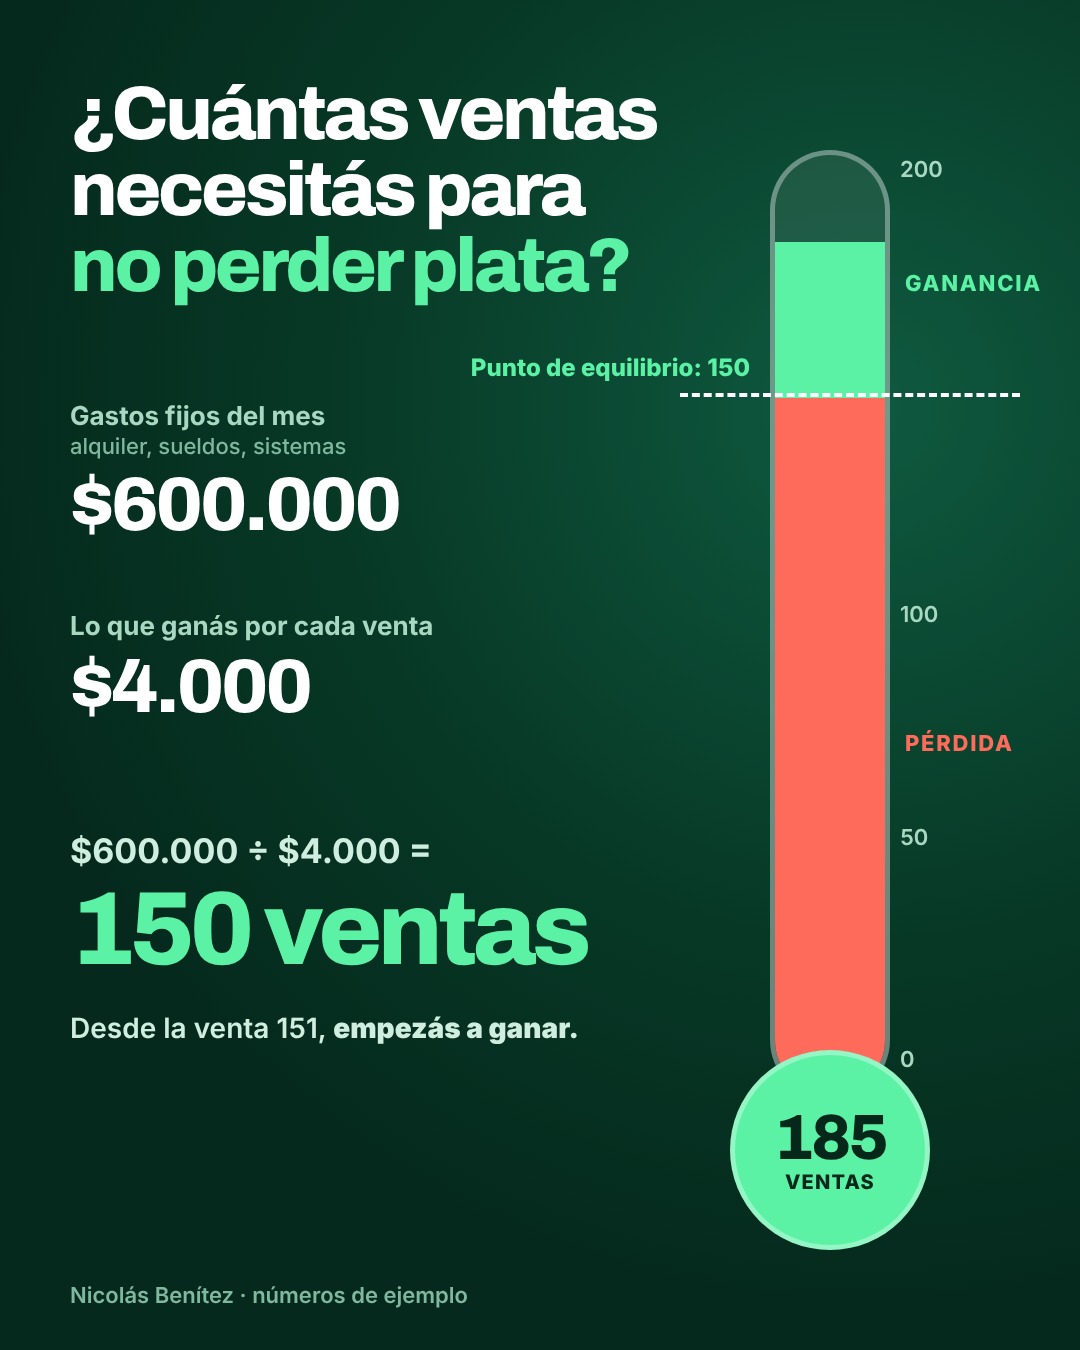 ¿Cuántas ventas
necesitás para
no perder plata?
200
GANANCIA
Punto de equilibrio: 150
Gastos fijos del mes
alquiler, sueldos, sistemas
$600.000
100
Lo que ganás por cada venta
$4.000
PÉRDIDA
50
$600.000 ÷ $4.000 =
150 ventas
Desde la venta 151, empezás a ganar.
0
185
VENTAS
Nicolás Benítez · números de ejemplo